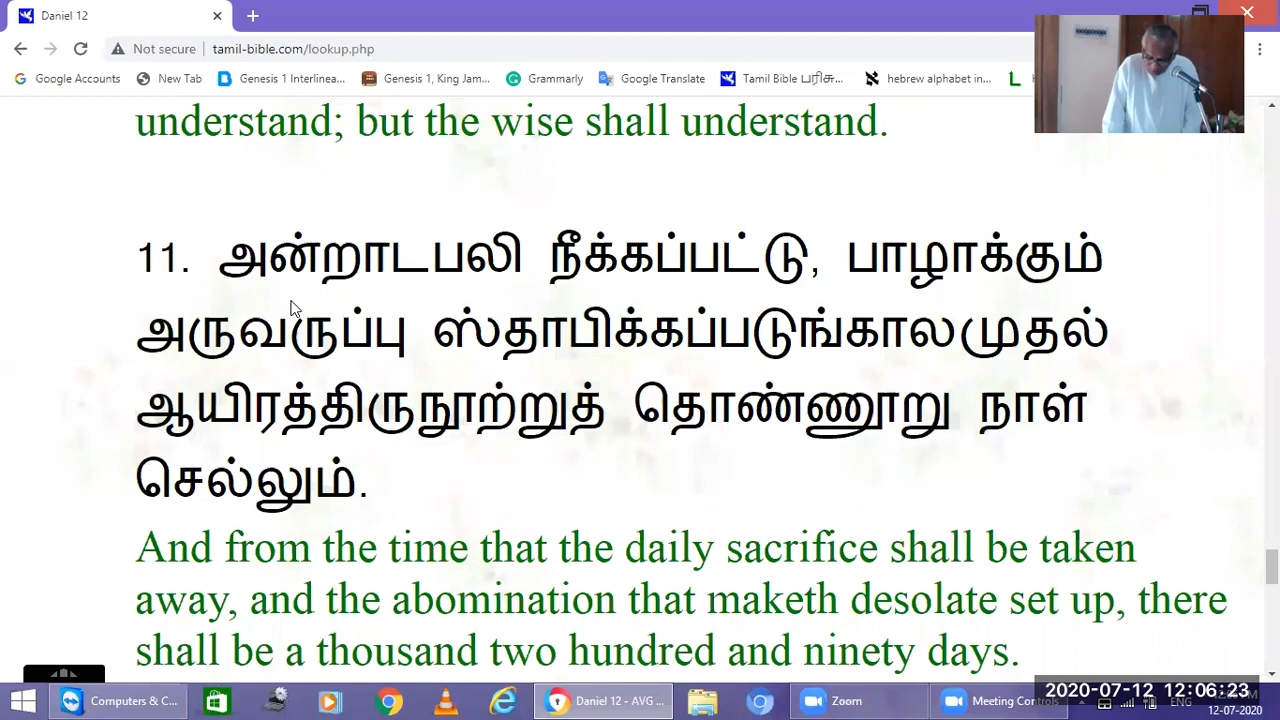 Daniel 12
Not secure | tamil-bible.com/lookup.php
Google Accounts New Tab Genesis 1 Interlinea... Genesis 1, King Jam... Grammarly Google Translate Tamil Bible பரிசு... hebrew alphabet in...
understand; but the wise shall understand.
11. அன்றாடபலி நீக்கப்பட்டு, பாழாக்கும்
அருவருப்பு ஸ்தாபிக்கப்படுங்காலமுதல்
ஆயிரத்திருநூற்றுத் தொண்ணூறு நாள்
செல்லும்.
And from the time that the daily sacrifice shall be taken
away, and the abomination that maketh desolate set up, there
shall be a thousand two hundred and ninety days.
Computers & C... Daniel 12 - AVG ... Zoom Meeting Controls ENG
2020-07-12 12:06:23
12-07-2020